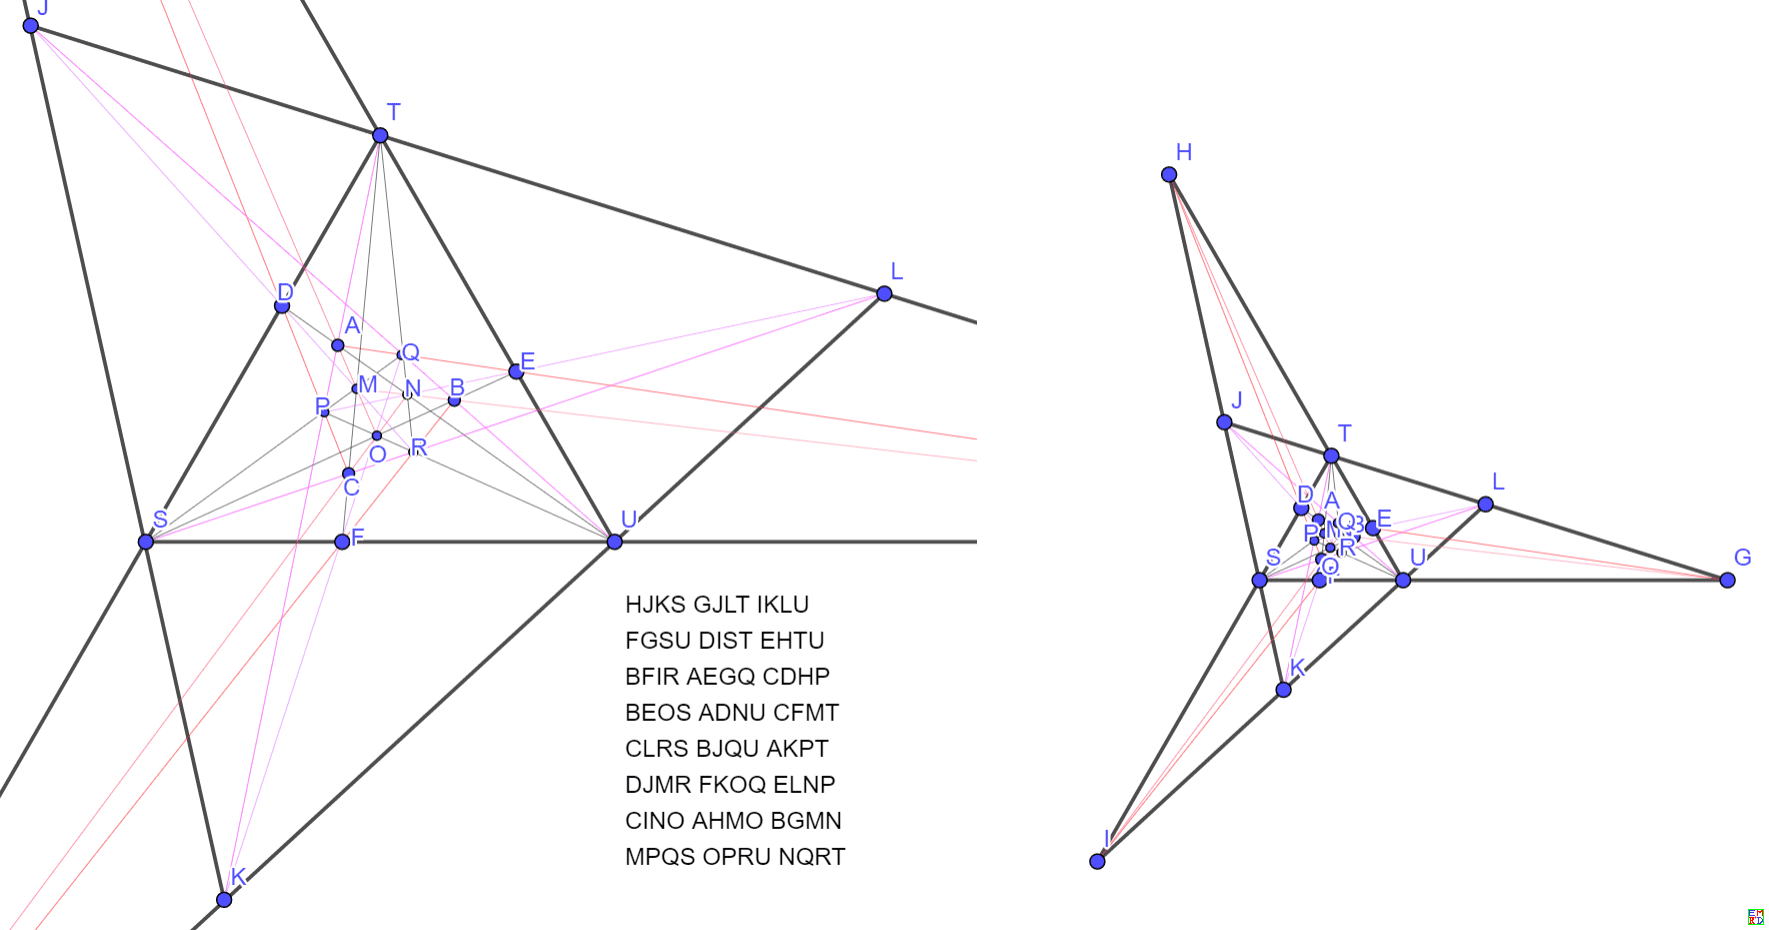 J
T
L
D
A
Q
E
M
N
B
P
R
O
C
S
F
U
K
HJKS GJLT IKLU
FGSU DIST EHTU
BFIR AEGQ CDHP
BEOS ADNU CFMT
CLRS BJQU AKPT
DJMR FKOQ ELNP
CINO AHMO BGMN
MPQS OPRU NQRT
H
J
T
L
D
A
Q
B
E
P
M
R
S
O
U
G
K
I